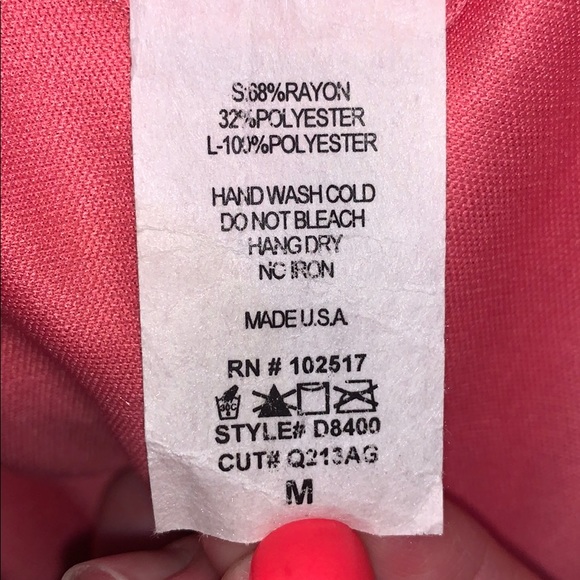 S:68%RAYON
32%POLYESTER
L-100%POLYESTER
HAND WASH COLD
DO NOT BLEACH
HANG DRY
NO IRON
MADE U.S.A.
RN # 102517
30C
STYLE# D8400
CUT# Q213AG
M